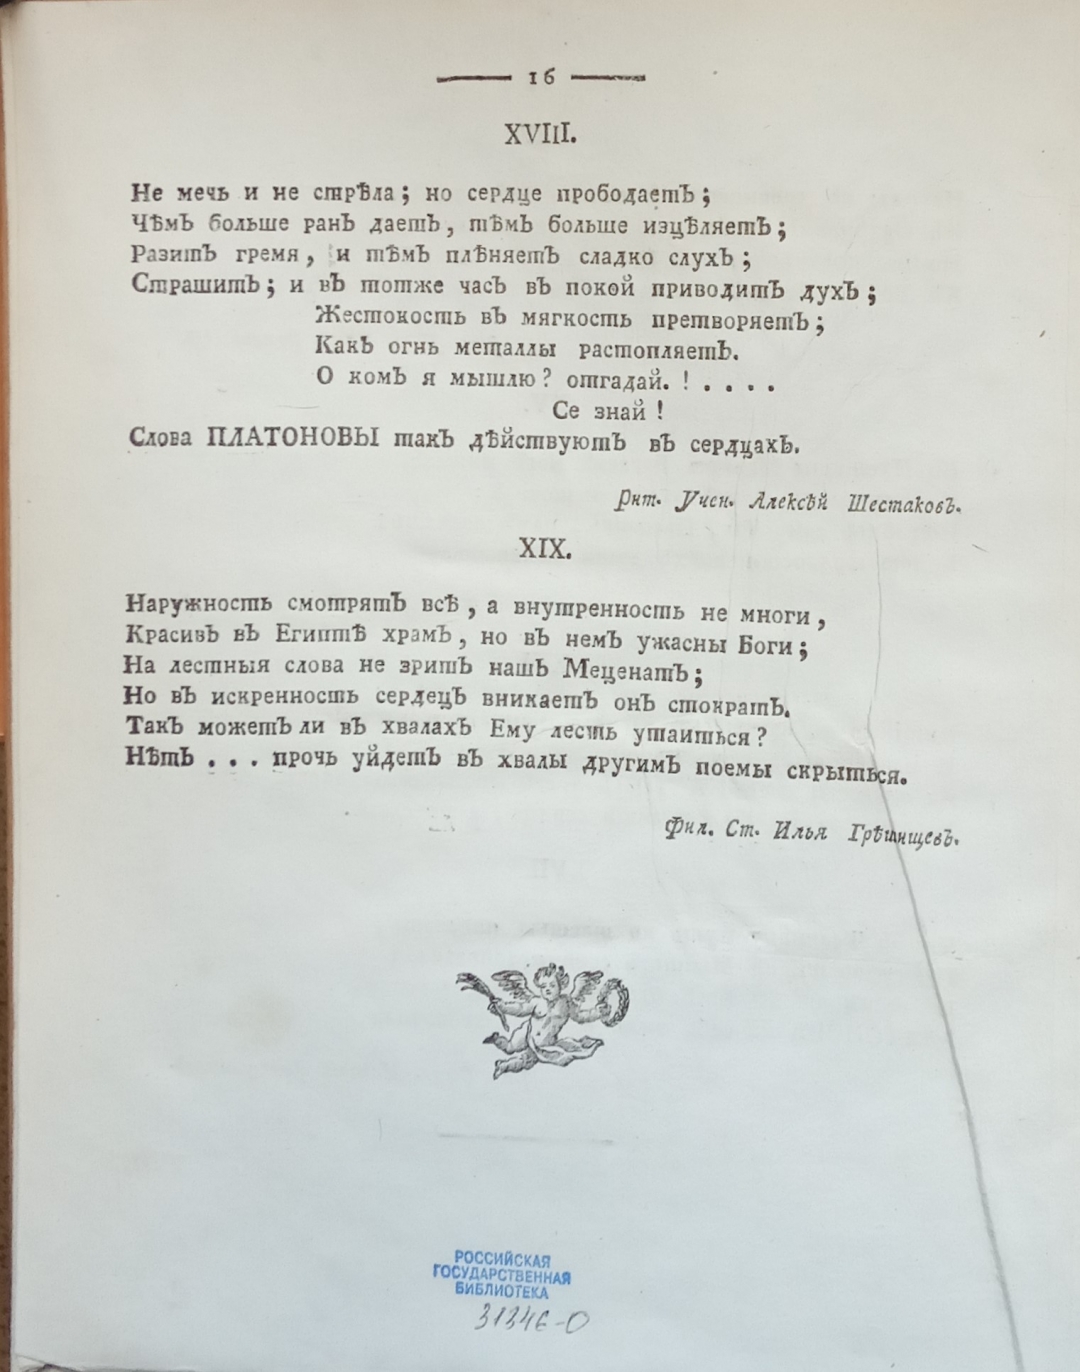 16
XVIII.
Не мечь и не стрѣла; но сердце прободаетъ;
Чѣмъ больше ранъ даетъ, тѣмъ больше изцѣляетъ;
Разитъ гремя, и тѣмъ плѣняетъ сладко слухъ;
Страшитъ; и въ тотже часъ въ покой приводитъ духъ;
Жестокость въ мягкость претворяетъ;
Какъ огнь металлы растопляетъ.
О комъ я мышлю? отгадай. ! . . . .
Се знай!
Слова ПЛАТОНОВЫ такъ дѣйствуютъ въ сердцахъ.
Рит. Учен. Алексѣй Шестаковъ.
XIX.
Наружность смотрятъ всѣ, а внутренность не многи,
Красивъ въ Египтѣ храмъ, но въ немъ ужасны Боги;
На лестныя слова не зритъ нашъ Меценатъ;
Но въ искренность сердецъ вникаетъ онъ стократъ.
Такъ можетъ ли въ хвалахъ Ему лесть утаиться?
Нѣтъ . . . прочь уйдетъ въ хвалы другимъ поемы скрыться.
Фил. Ст. Илья Грѣшищевъ.
РОССИЙСКАЯ
ГОСУДАРСТВЕННАЯ
БИБЛИОТЕКА
31346-0